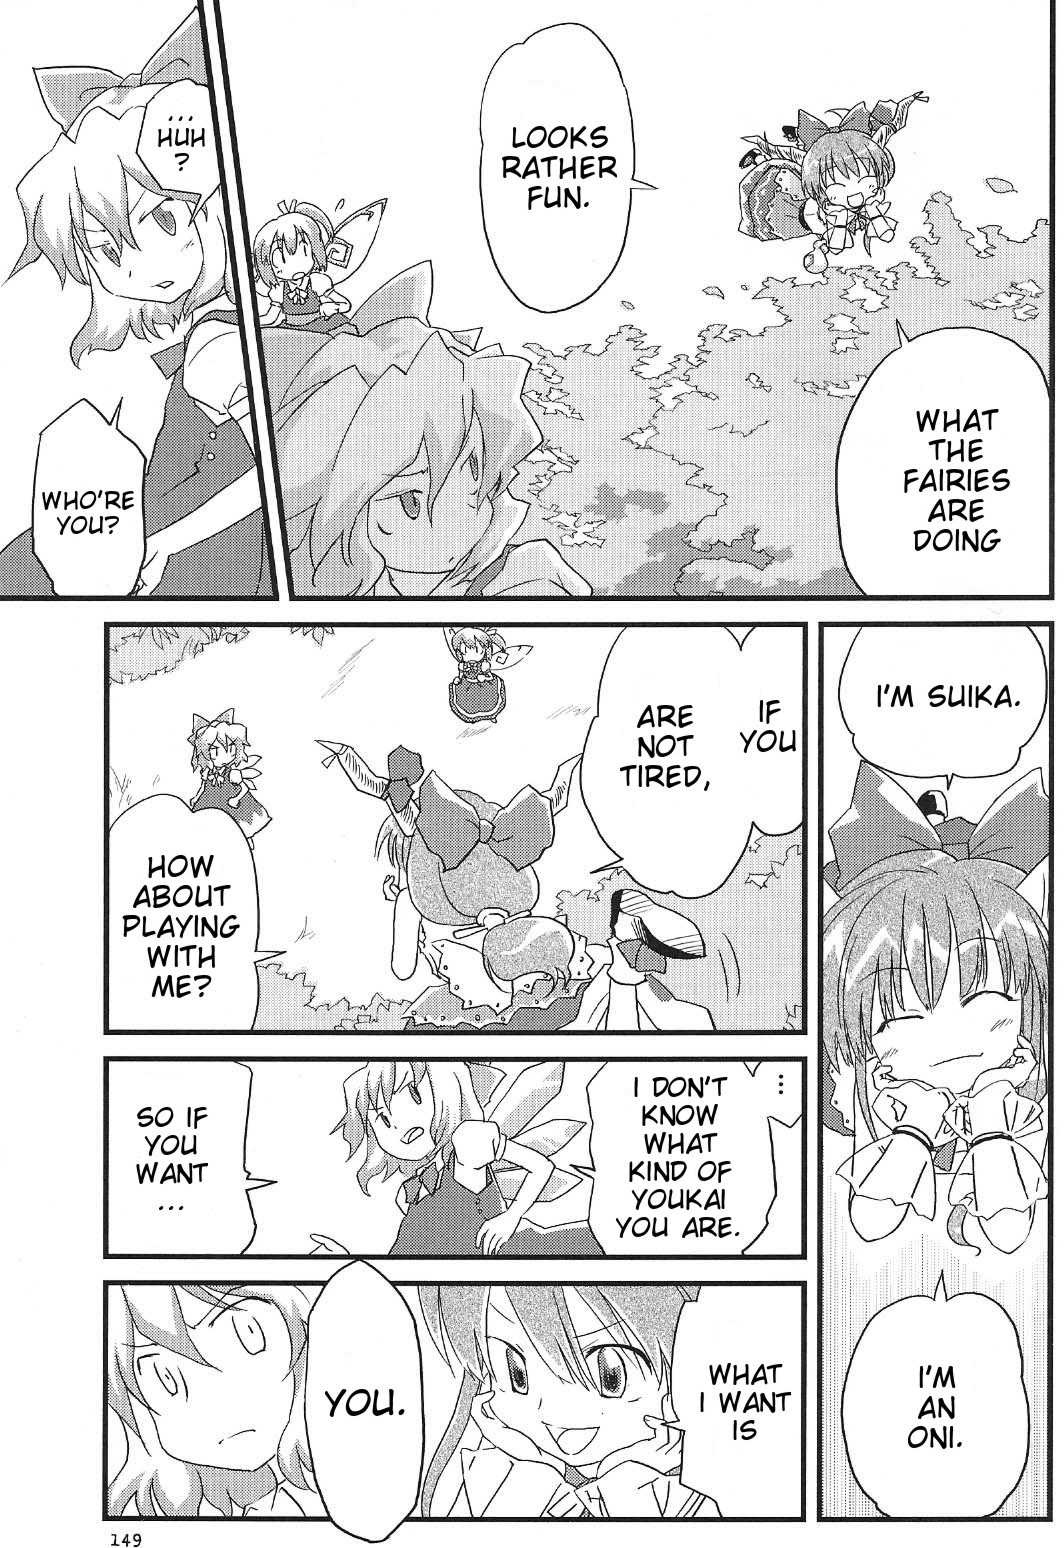 WHAT
THE
FAIRIES
ARE
DOING
LOOKS
RATHER
FUN.
...
HUH
?
WHO'RE
YOU?
I'M SUIKA.
I'M
AN
ONI.
IF
YOU
ARE
NOT
TIRED,
HOW
ABOUT
PLAYING
WITH
ME?
...
I DON'T
KNOW
WHAT
KIND OF
YOUKAI
YOU ARE.
SO IF
YOU
WANT
...
WHAT
I WANT
IS
YOU.
149